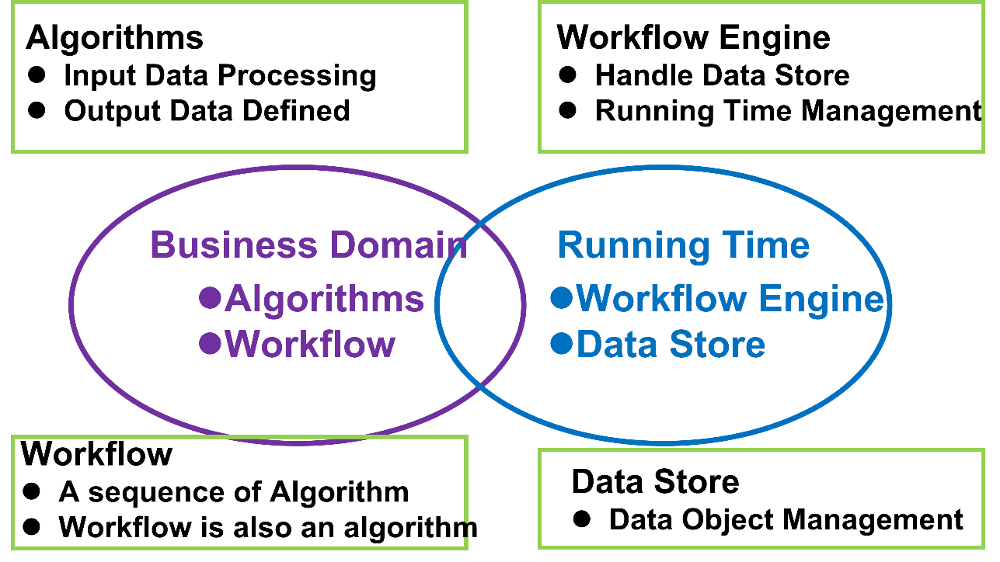 Algorithms
● Input Data Processing
● Output Data Defined
Workflow Engine
● Handle Data Store
● Running Time Management
Business Domain
●Algorithms
●Workflow
Running Time
●Workflow Engine
●Data Store
Workflow
● A sequence of Algorithm
● Workflow is also an algorithm
Data Store
● Data Object Management